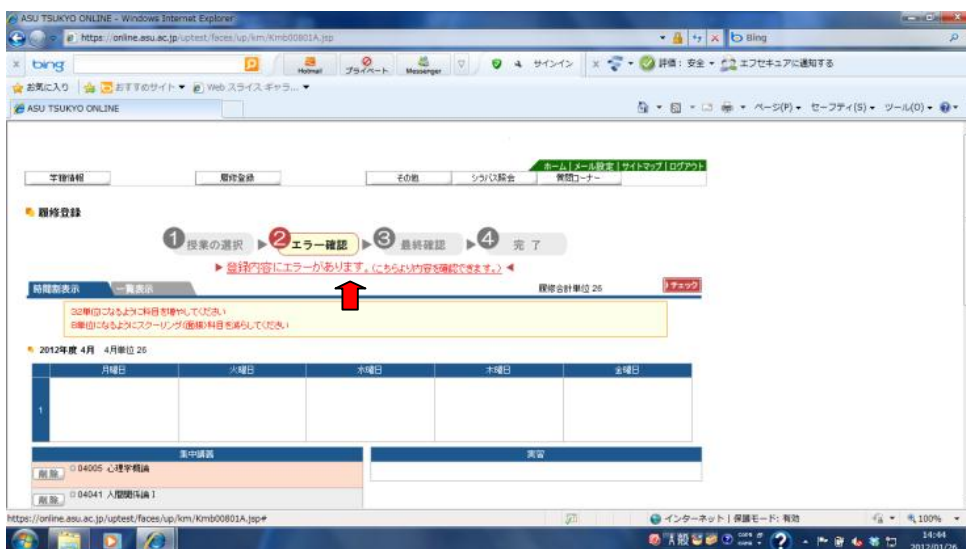 ASU TSUKYO ONLINE - Windows Internet Explorer
https://online.asu.ac.jp/uptest/faces/up/km/Kmb00801A.jsp
Bing
bing
Hotmail
プライベート
Messenger
サインイン
評価：安全
エフセキュアに通知する
お気に入り
おすすめサイト
Web スライス ギャラ...
ASU TSUKYO ONLINE
ページ(P)
セーフティ(S)
ツール(O)
ホーム | メール設定 | サイトマップ | ログアウト
学籍情報
履修登録
その他
シラバス照会
質問コーナー
履修登録
1 授業の選択
2 エラー確認
3 最終確認
4 完了
登録内容にエラーがあります。(こちらより内容を確認できます。)
時間割表示
一覧表示
履修合計単位 26
チェック
32単位になるように科目を増やしてください
8単位になるようにスクーリング(面接)科目を減らしてください
2012年度 4月 4月単位 26
月曜日 火曜日 水曜日 木曜日 金曜日
1
集中講義
実習
削除 04005 心理学概論
削除 04041 人間関係論 I
https://online.asu.ac.jp/uptest/faces/up/km/Kmb00801A.jsp#
インターネット | 保護モード: 有効
100%
A 般
CAPS
KANA
14:44
2012/01/26